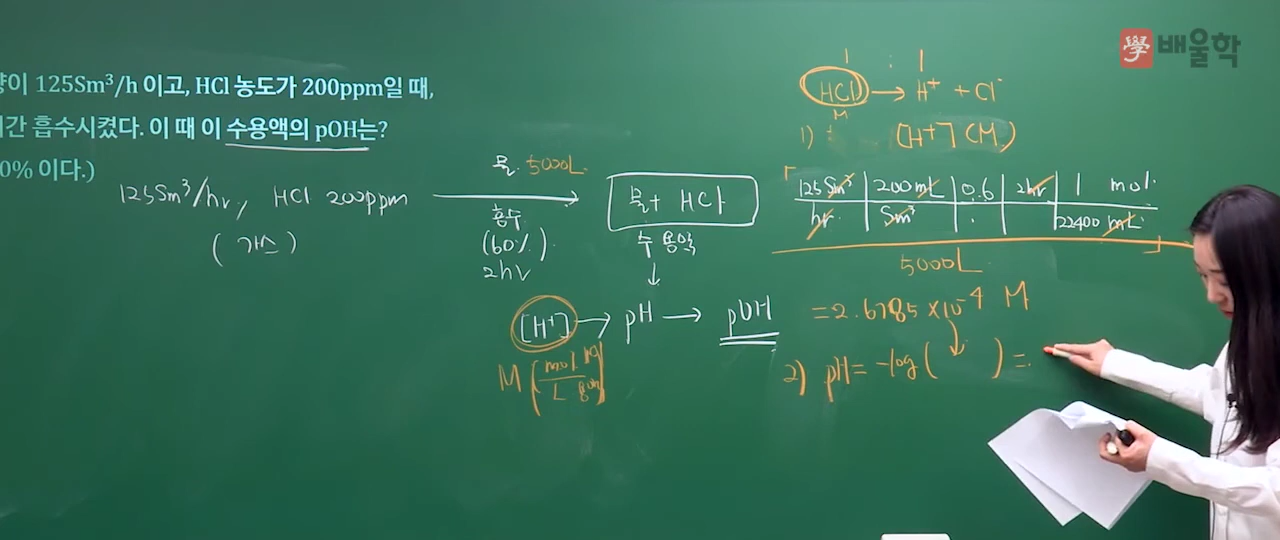 學 배울학
량이 125Sm³/h 이고, HCl 농도가 200ppm일 때,
시간 흡수시켰다. 이 때 이 수용액의 pOH는?
0% 이다.)
125Sm³/hr, HCl 200ppm
(가스)
물 5000L
흡수
(60%)
2hr
물+ HCl
수용액
↓
[H⁺] → pH → pOH
M [ mol / L ]
1 : 1
HCl → H⁺ + Cl⁻
M
1) [H⁺] (M)
125Sm³ | 200mL | 0.6 | 2hr | 1 mol
hr | Sm³ | | | 22400 mL
5000L
= 2.6785×10⁻⁴ M
2) pH = -log( ) =